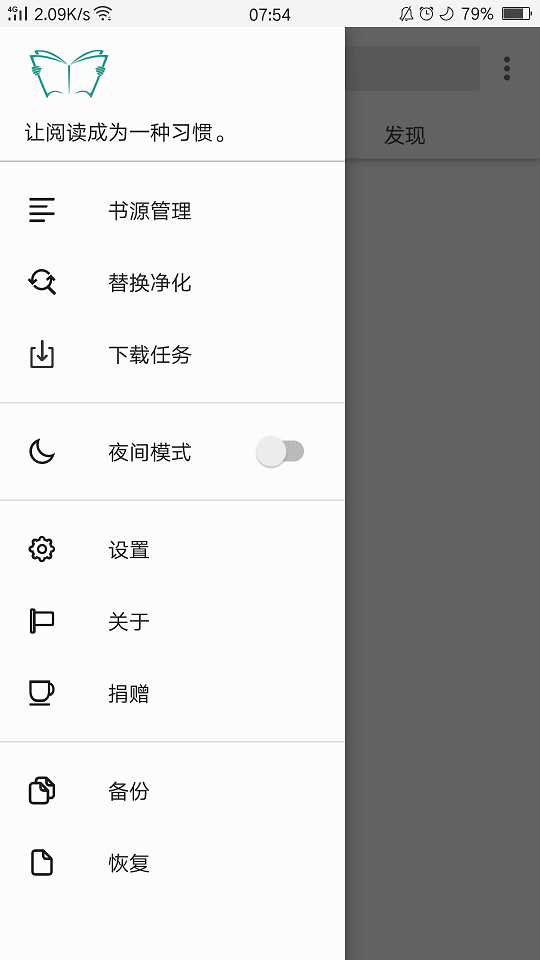 4G 2.09K/s 07:54 79%
让阅读成为一种习惯。
发现
书源管理
替换净化
下载任务
夜间模式
设置
关于
捐赠
备份
恢复